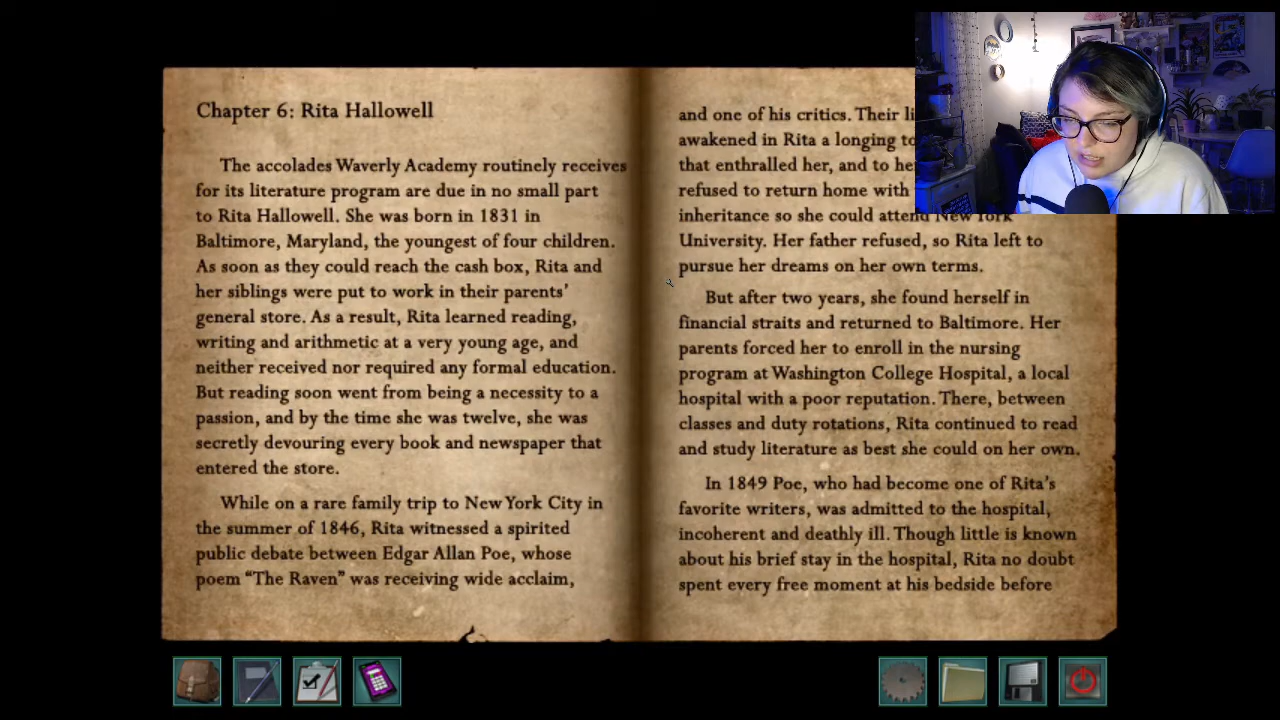 Chapter 6: Rita Hallowell
The accolades Waverly Academy routinely receives
for its literature program are due in no small part
to Rita Hallowell. She was born in 1831 in
Baltimore, Maryland, the youngest of four children.
As soon as they could reach the cash box, Rita and
her siblings were put to work in their parents'
general store. As a result, Rita learned reading,
writing and arithmetic at a very young age, and
neither received nor required any formal education.
But reading soon went from being a necessity to a
passion, and by the time she was twelve, she was
secretly devouring every book and newspaper that
entered the store.
While on a rare family trip to New York City in
the summer of 1846, Rita witnessed a spirited
public debate between Edgar Allan Poe, whose
poem “The Raven” was receiving wide acclaim,
and one of his critics. Their
awakened in Rita a longing
that enthralled her, and to
refused to return home with
inheritance so she could attend New York
University. Her father refused, so Rita left to
pursue her dreams on her own terms.
But after two years, she found herself in
financial straits and returned to Baltimore. Her
parents forced her to enroll in the nursing
program at Washington College Hospital, a local
hospital with a poor reputation. There, between
classes and duty rotations, Rita continued to read
and study literature as best she could on her own.
In 1849 Poe, who had become one of Rita's
favorite writers, was admitted to the hospital,
incoherent and deathly ill. Though little is known
about his brief stay in the hospital, Rita no doubt
spent every free moment at his bedside before